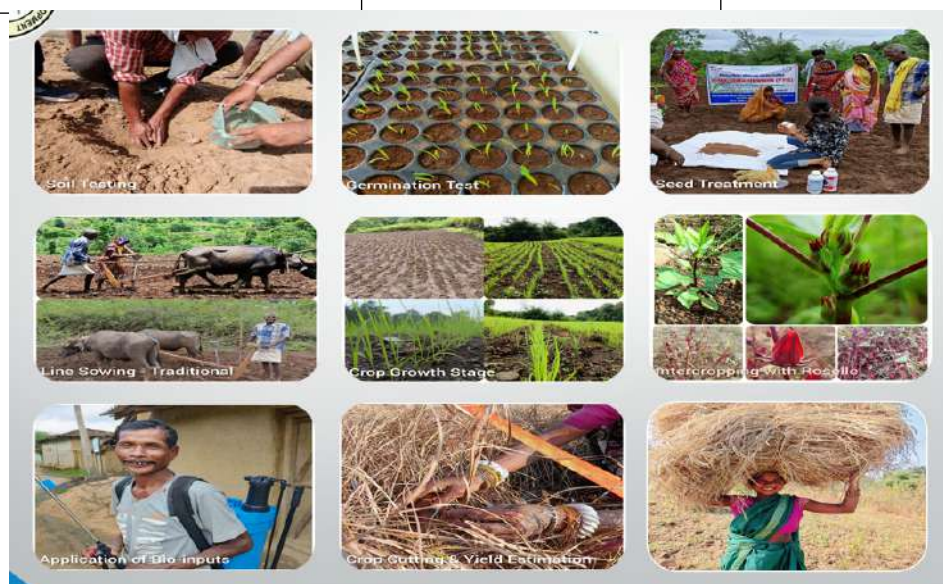 OPMENT
Soil Testing
Germination Test
Seed Treatment
Line Sowing - Traditional
Crop Growth Stage
Intercropping with Roselle
Application of Bio-inputs
Crop Cutting & Yield Estimation